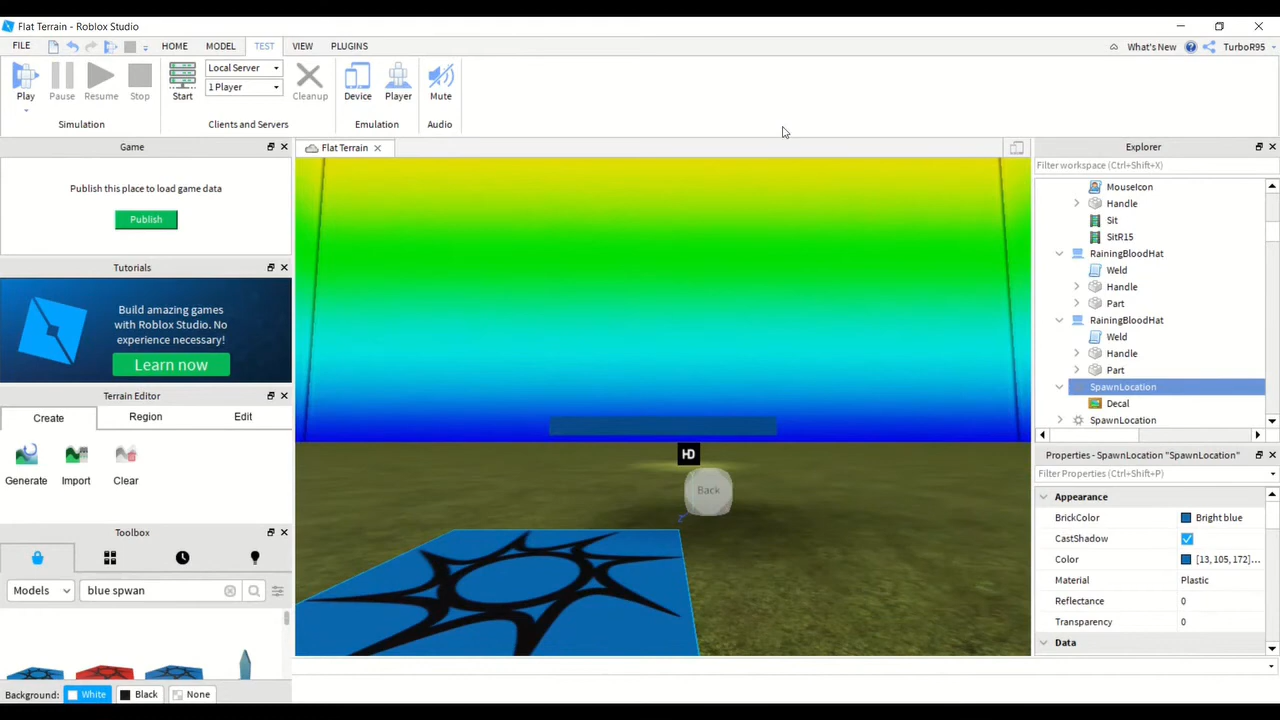 Flat Terrain - Roblox Studio
FILE HOME MODEL TEST VIEW PLUGINS What's New TurboR95
Play Pause Resume Stop Start Local Server 1 Player Cleanup Device Player Mute
Simulation Clients and Servers Emulation Audio
Game
Publish this place to load game data
Publish
Tutorials
Build amazing games
with Roblox Studio. No
experience necessary!
Learn now
Terrain Editor
Create Region Edit
Generate Import Clear
Toolbox
Models blue spwan
Background: White Black None
Flat Terrain
HD
Back
Explorer
Filter workspace (Ctrl+Shift+X)
MouseIcon
Handle
Sit
SitR15
RainingBloodHat
Weld
Handle
Part
RainingBloodHat
Weld
Handle
Part
SpawnLocation
Decal
SpawnLocation
Properties - SpawnLocation "SpawnLocation"
Filter Properties (Ctrl+Shift+P)
Appearance
BrickColor Bright blue
CastShadow
Color [13, 105, 172]...
Material Plastic
Reflectance 0
Transparency 0
Data